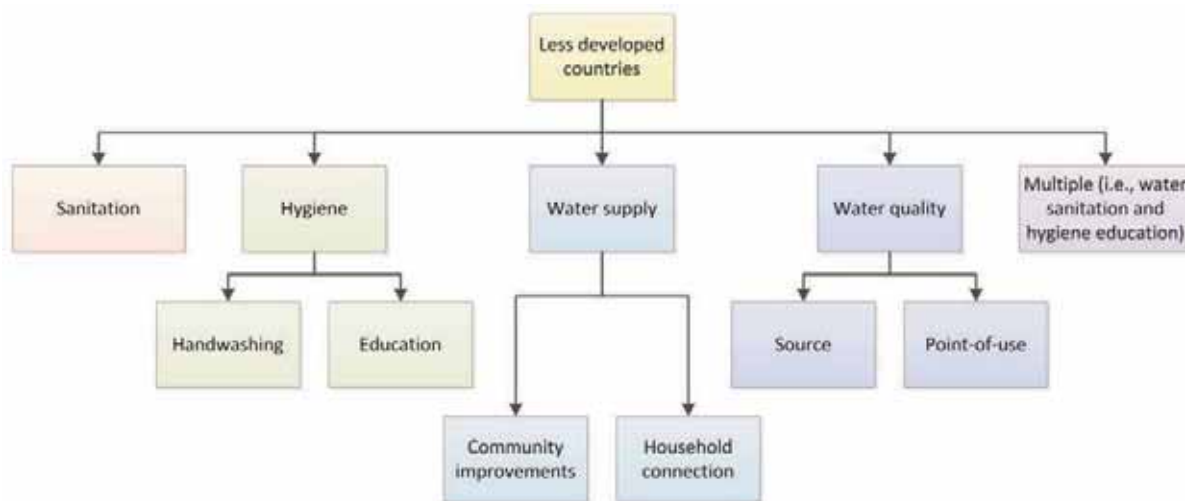 Less developed
countries
Sanitation
Hygiene
Water supply
Water quality
Multiple (i.e., water
sanitation and
hygiene education)
Handwashing
Education
Source
Point-of-use
Community
improvements
Household
connection